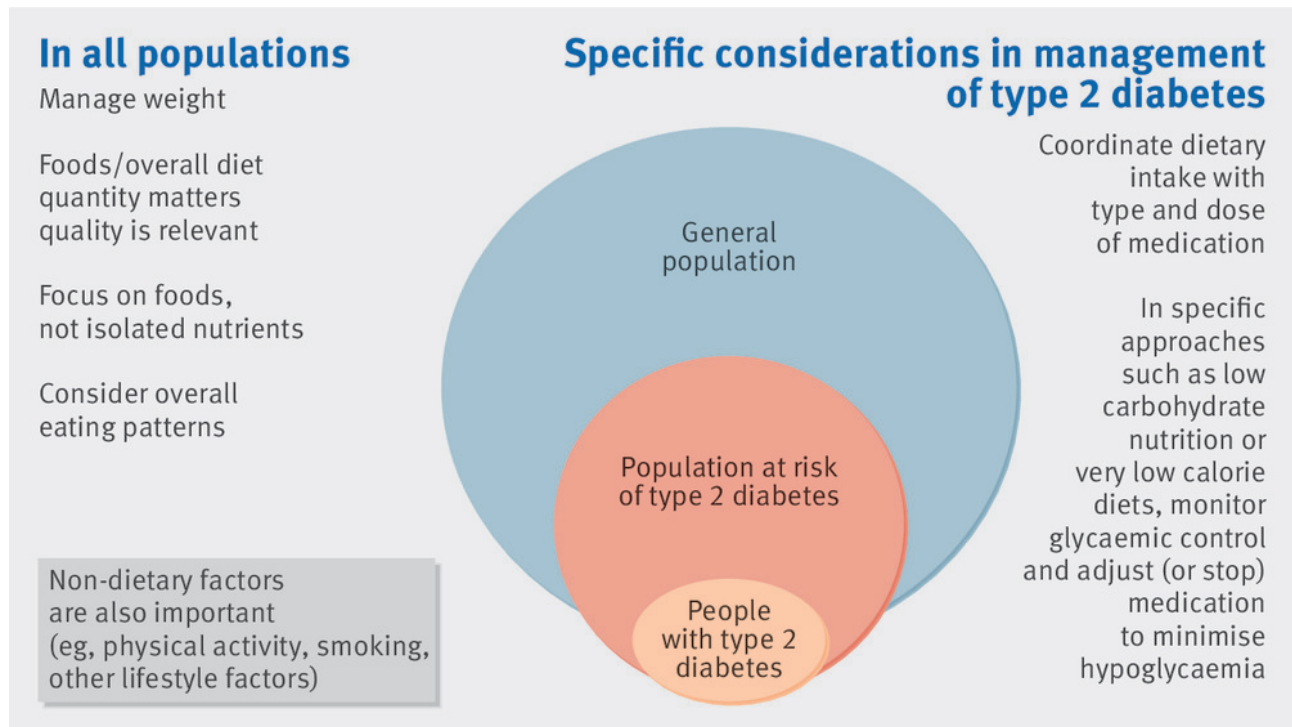 In all populations
Manage weight
Foods/overall diet
quantity matters
quality is relevant
Focus on foods,
not isolated nutrients
Consider overall
eating patterns
Non-dietary factors
are also important
(eg, physical activity, smoking,
other lifestyle factors)
General
population
Population at risk
of type 2 diabetes
People
with type 2
diabetes
Specific considerations in management
of type 2 diabetes
Coordinate dietary
intake with
type and dose
of medication
In specific
approaches
such as low
carbohydrate
nutrition or
very low calorie
diets, monitor
glycaemic control
and adjust (or stop)
medication
to minimise
hypoglycaemia